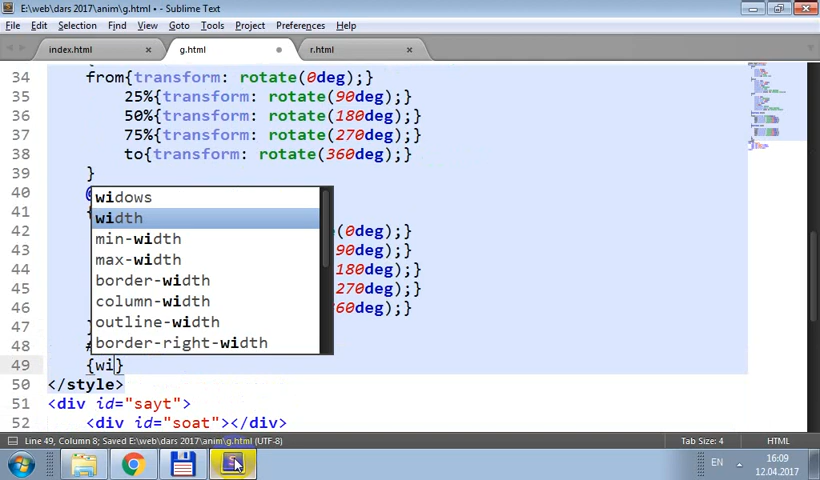 E:\web\dars 2017\anim\g.html • - Sublime Text
File Edit Selection Find View Goto Tools Project Preferences Help
index.html g.html r.html
34
from{transform: rotate(0deg);}
35 25%{transform: rotate(90deg);}
36 50%{transform: rotate(180deg);}
37 75%{transform: rotate(270deg);}
38 to{transform: rotate(360deg);}
39 }
40
widows
41
width
42 (0deg);}
min-width
43 90deg);}
max-width
44 180deg);}
border-width
45 270deg);}
column-width
46 360deg);}
outline-width
47
border-right-width
48
49 {wi}
50 </style>
51 <div id="sayt">
52 <div id="soat"></div>
Line 49, Column 8; Saved E:\web\dars 2017\anim\g.html (UTF-8) Tab Size: 4 HTML
EN 16:09
12.04.2017